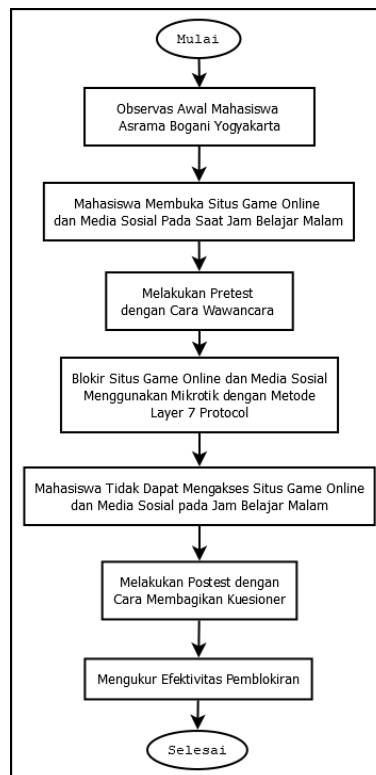 Mulai
Observas Awal Mahasiswa
Asrama Bogani Yogyakarta
Mahasiswa Membuka Situs Game Online
dan Media Sosial Pada Saat Jam Belajar Malam
Melakukan Pretest
dengan Cara Wawancara
Blokir Situs Game Online dan Media Sosial
Menggunakan Mikrotik dengan Metode
Layer 7 Protocol
Mahasiswa Tidak Dapat Mengakses Situs Game Online
dan Media Sosial pada Jam Belajar Malam
Melakukan Postest dengan
Cara Membagikan Kuesioner
Mengukur Efektivitas Pemblokiran
Selesai